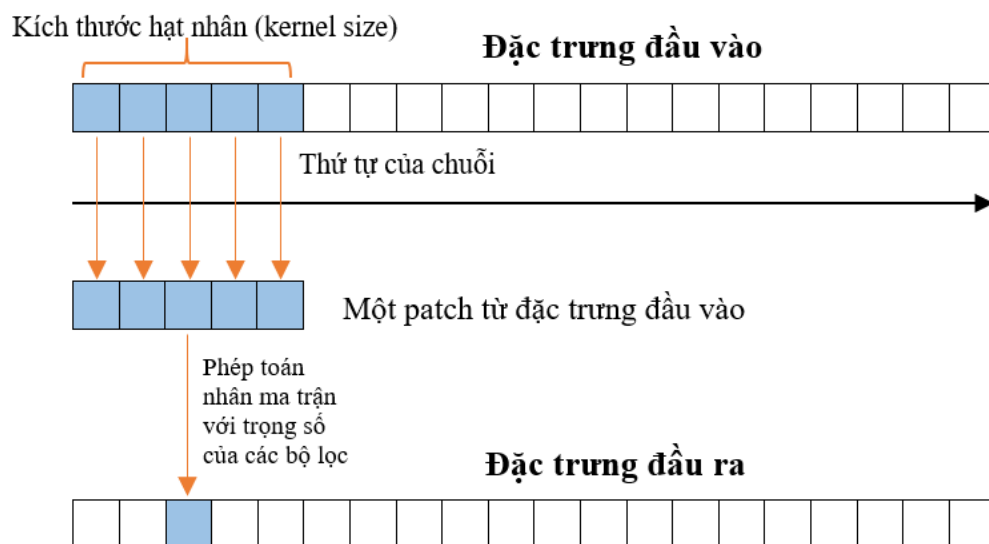 Kích thước hạt nhân (kernel size)
Đặc trưng đầu vào
Thứ tự của chuỗi
Một patch từ đặc trưng đầu vào
Phép toán
nhân ma trận
với trọng số
của các bộ lọc
Đặc trưng đầu ra